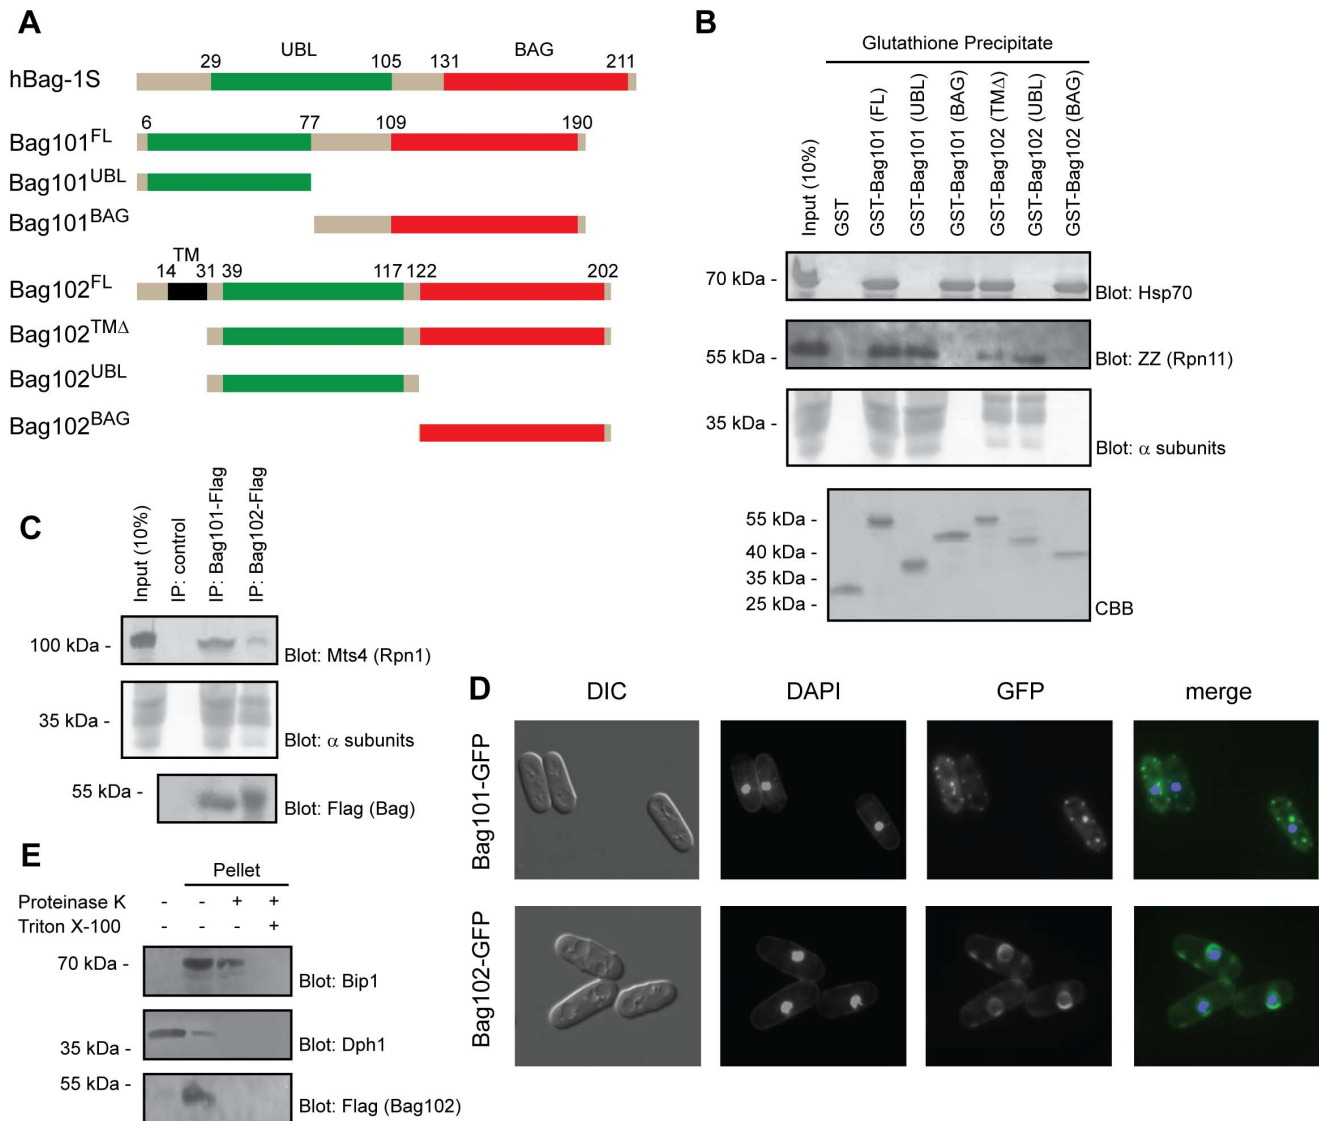 A
UBL
BAG
29
105
131
211
hBag-1S
6
77
109
190
Bag101FL
Bag101UBL
Bag101BAG
TM
14
31
39
117
122
202
Bag102FL
Bag102TMΔ
Bag102UBL
Bag102BAG
B
Glutathione Precipitate
Input (10%)
GST
GST-Bag101 (FL)
GST-Bag101 (UBL)
GST-Bag101 (BAG)
GST-Bag102 (TMΔ)
GST-Bag102 (UBL)
GST-Bag102 (BAG)
70 kDa -
Blot: Hsp70
55 kDa -
Blot: ZZ (Rpn11)
35 kDa -
Blot: α subunits
55 kDa -
40 kDa -
35 kDa -
25 kDa -
CBB
C
Input (10%)
IP: control
IP: Bag101-Flag
IP: Bag102-Flag
100 kDa -
Blot: Mts4 (Rpn1)
35 kDa -
Blot: α subunits
55 kDa -
Blot: Flag (Bag)
D
DIC
DAPI
GFP
merge
Bag101-GFP
Bag102-GFP
E
Pellet
Proteinase K - - + +
Triton X-100 - - - +
70 kDa -
Blot: Bip1
35 kDa -
Blot: Dph1
55 kDa -
Blot: Flag (Bag102)